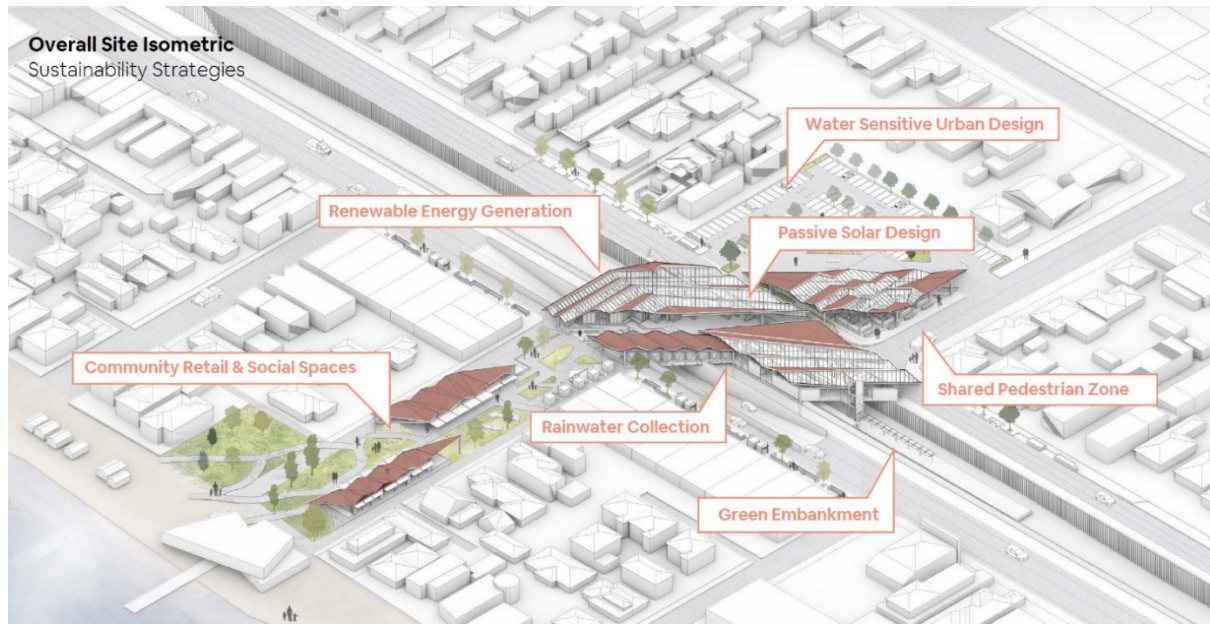 Overall Site Isometric
Sustainability Strategies
Water Sensitive Urban Design
Renewable Energy Generation
Passive Solar Design
Community Retail & Social Spaces
Shared Pedestrian Zone
Rainwater Collection
Green Embankment